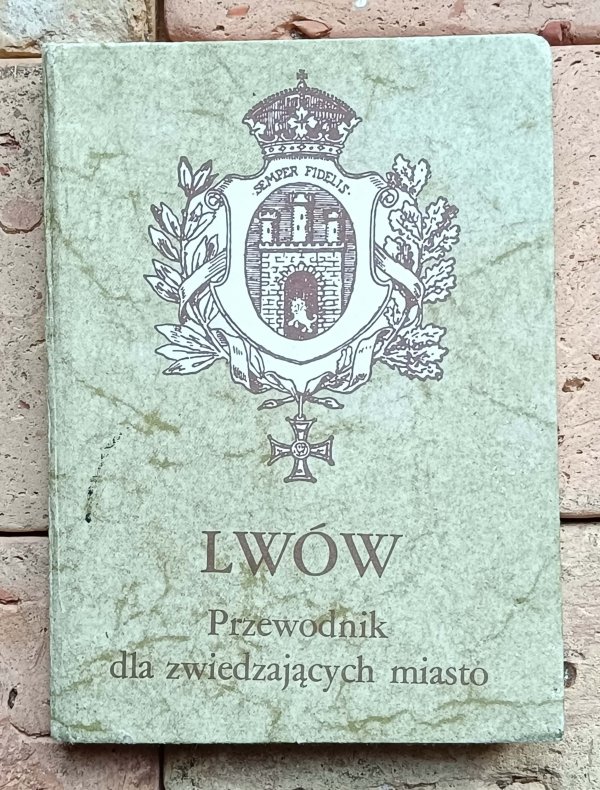 ·SEMPER FIDELIS·
LWÓW
Przewodnik
dla zwiedzających miasto